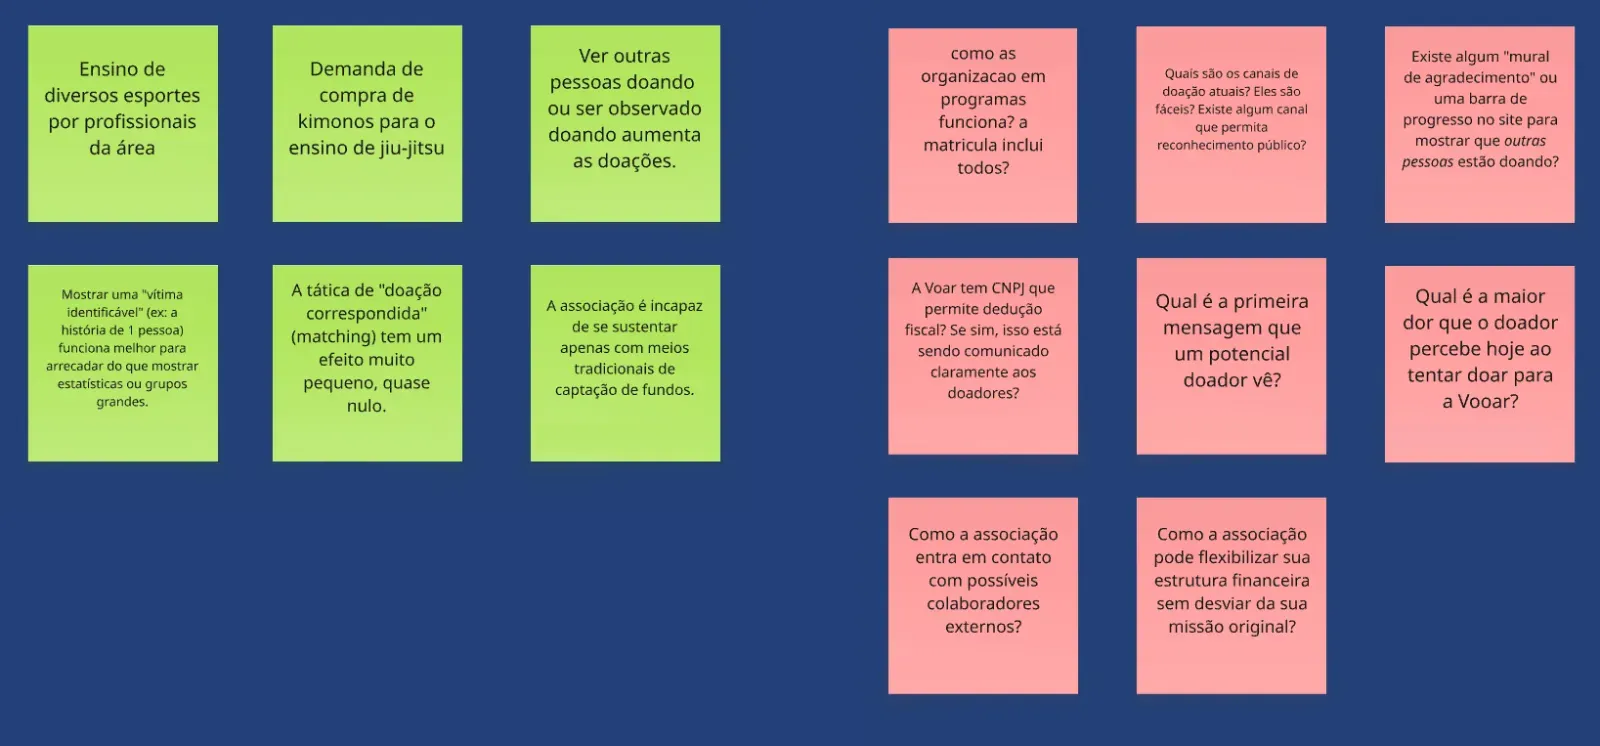 Ensino de
diversos esportes
por profissionais
da área
Demanda de
compra de
kimonos para o
ensino de jiu-jitsu
Ver outras
pessoas doando
ou ser observado
doando aumenta
as doações.
Mostrar uma "vítima
identificável" (ex: a
história de 1 pessoa)
funciona melhor para
arrecadar do que mostrar
estatísticas ou grupos
grandes.
A tática de "doação
correspondida"
(matching) tem um
efeito muito
pequeno, quase
nulo.
A associação é incapaz
de se sustentar
apenas com meios
tradicionais de
captação de fundos.
como as
organizacao em
programas
funciona? a
matricula inclui
todos?
Quais são os canais de
doação atuais? Eles são
fáceis? Existe algum canal
que permita
reconhecimento público?
Existe algum "mural
de agradecimento" ou
uma barra de
progresso no site para
mostrar que outras
pessoas estão doando?
A Voar tem CNPJ que
permite dedução
fiscal? Se sim, isso está
sendo comunicado
claramente aos
doadores?
Qual é a primeira
mensagem que
um potencial
doador vê?
Qual é a maior
dor que o doador
percebe hoje ao
tentar doar para
a Vooar?
Como a associação
entra em contato
com possíveis
colaboradores
externos?
Como a associação
pode flexibilizar sua
estrutura financeira
sem desviar da sua
missão original?